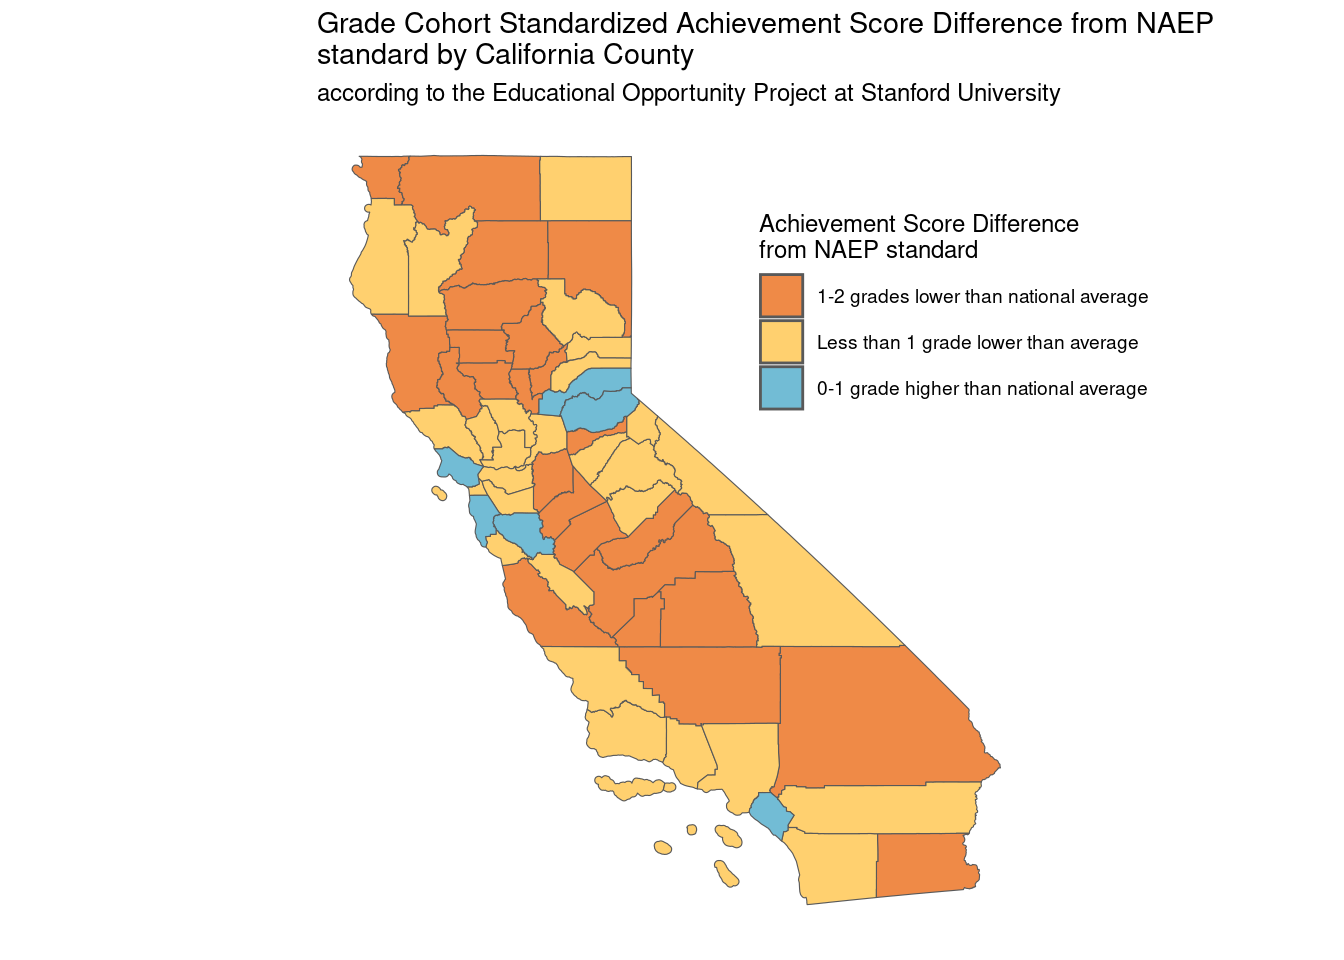 Grade Cohort Standardized Achievement Score Difference from NAEP
standard by California County
according to the Educational Opportunity Project at Stanford University
Achievement Score Difference
from NAEP standard
1-2 grades lower than national average
Less than 1 grade lower than average
0-1 grade higher than national average